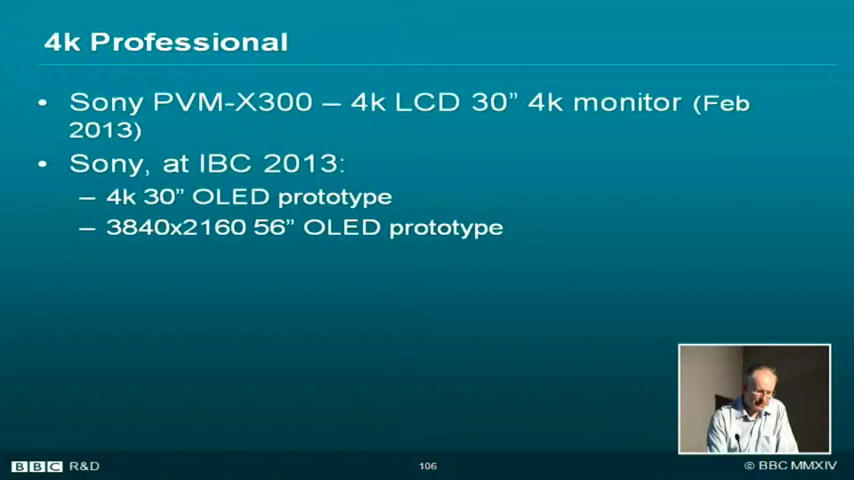 4k Professional
• Sony PVM-X300 – 4k LCD 30” 4k monitor (Feb
2013)
• Sony, at IBC 2013:
– 4k 30” OLED prototype
– 3840x2160 56” OLED prototype
BBC R&D
106
© BBC MMXIV